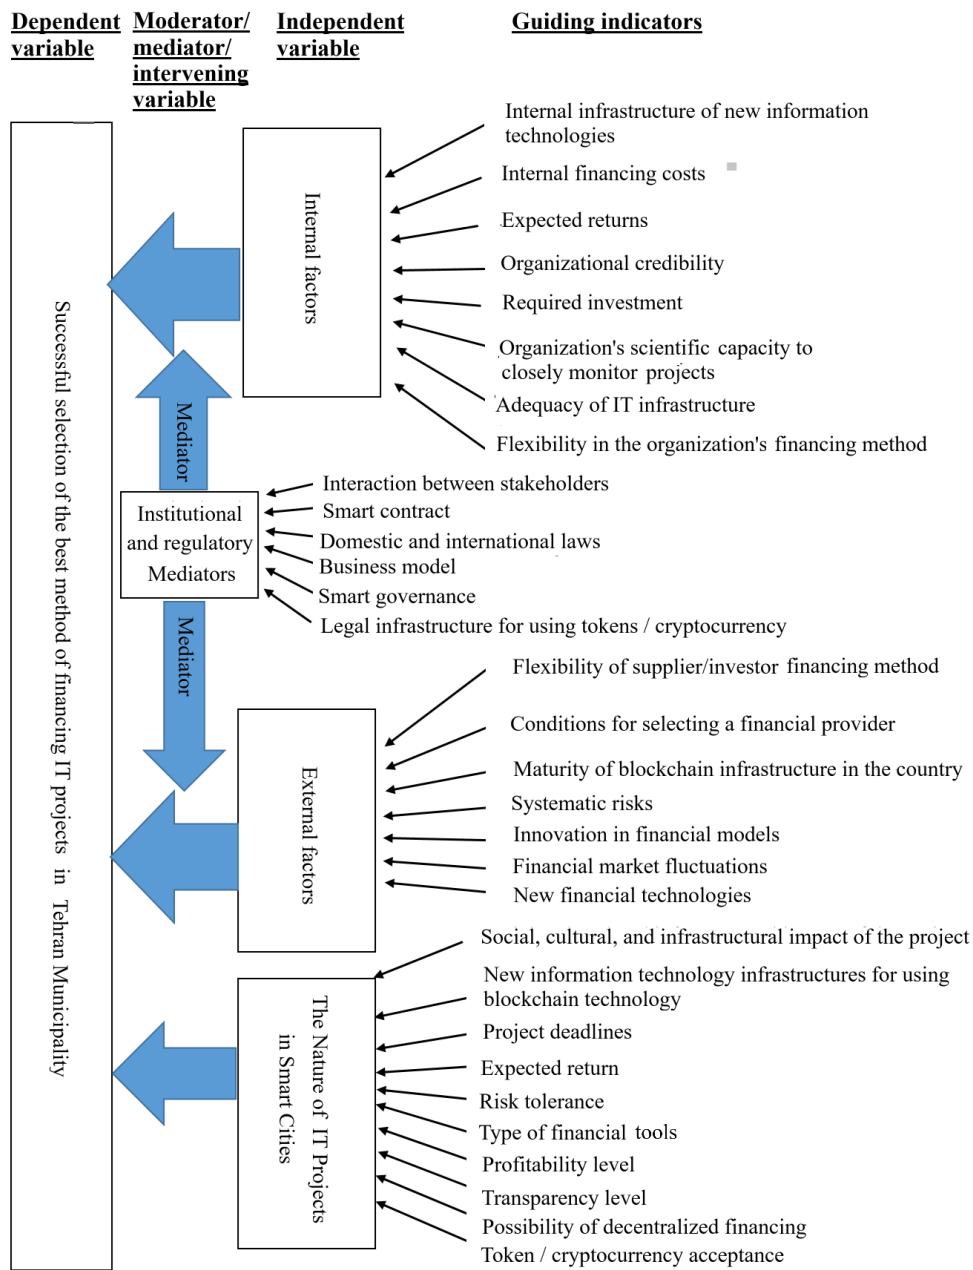 Dependent
variable
Moderator/
mediator/
intervening
variable
Independent
variable
Guiding indicators
Successful selection of the best method of financing IT projects in Tehran Municipality
Internal factors
Internal infrastructure of new information
technologies
Internal financing costs
Expected returns
Organizational credibility
Required investment
Organization's scientific capacity to
closely monitor projects
Adequacy of IT infrastructure
Flexibility in the organization's financing method
Mediator
Institutional
and regulatory
Mediators
Interaction between stakeholders
Smart contract
Domestic and international laws
Business model
Smart governance
Legal infrastructure for using tokens / cryptocurrency
Mediator
External factors
Flexibility of supplier/investor financing method
Conditions for selecting a financial provider
Maturity of blockchain infrastructure in the country
Systematic risks
Innovation in financial models
Financial market fluctuations
New financial technologies
The Nature of IT Projects
in Smart Cities
Social, cultural, and infrastructural impact of the project
New information technology infrastructures for using
blockchain technology
Project deadlines
Expected return
Risk tolerance
Type of financial tools
Profitability level
Transparency level
Possibility of decentralized financing
Token / cryptocurrency acceptance